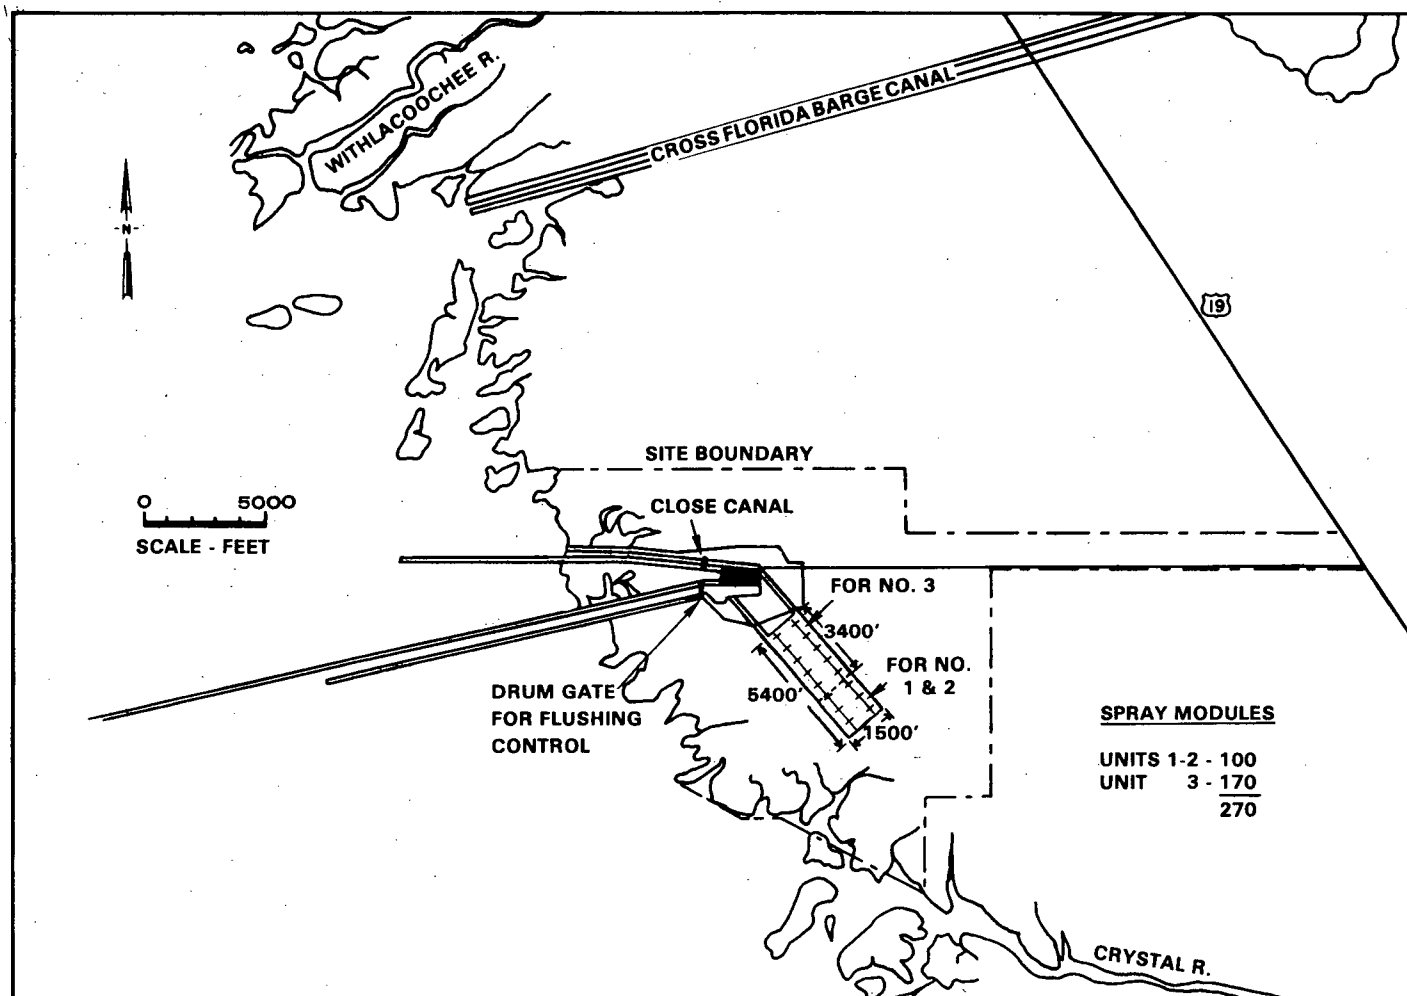 WITHLACOOCHEE R.
CROSS FLORIDA BARGE CANAL
-N-
19
SITE BOUNDARY
0 5000
SCALE - FEET
CLOSE CANAL
FOR NO. 3
3400'
FOR NO.
1 & 2
5400'
1500'
DRUM GATE
FOR FLUSHING
CONTROL
SPRAY MODULES
UNITS 1-2 - 100
UNIT 3 - 170
270
CRYSTAL R.